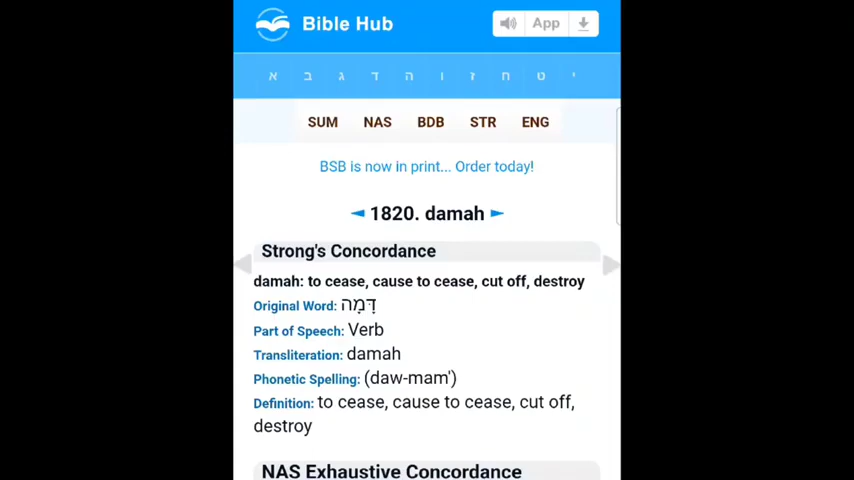 Bible Hub
App
א ב ג ד ה ו ז ח ט י
SUM NAS BDB STR ENG
BSB is now in print... Order today!
1820. damah
Strong's Concordance
damah: to cease, cause to cease, cut off, destroy
Original Word: דָּמָה
Part of Speech: Verb
Transliteration: damah
Phonetic Spelling: (daw-mam')
Definition: to cease, cause to cease, cut off,
destroy
NAS Exhaustive Concordance